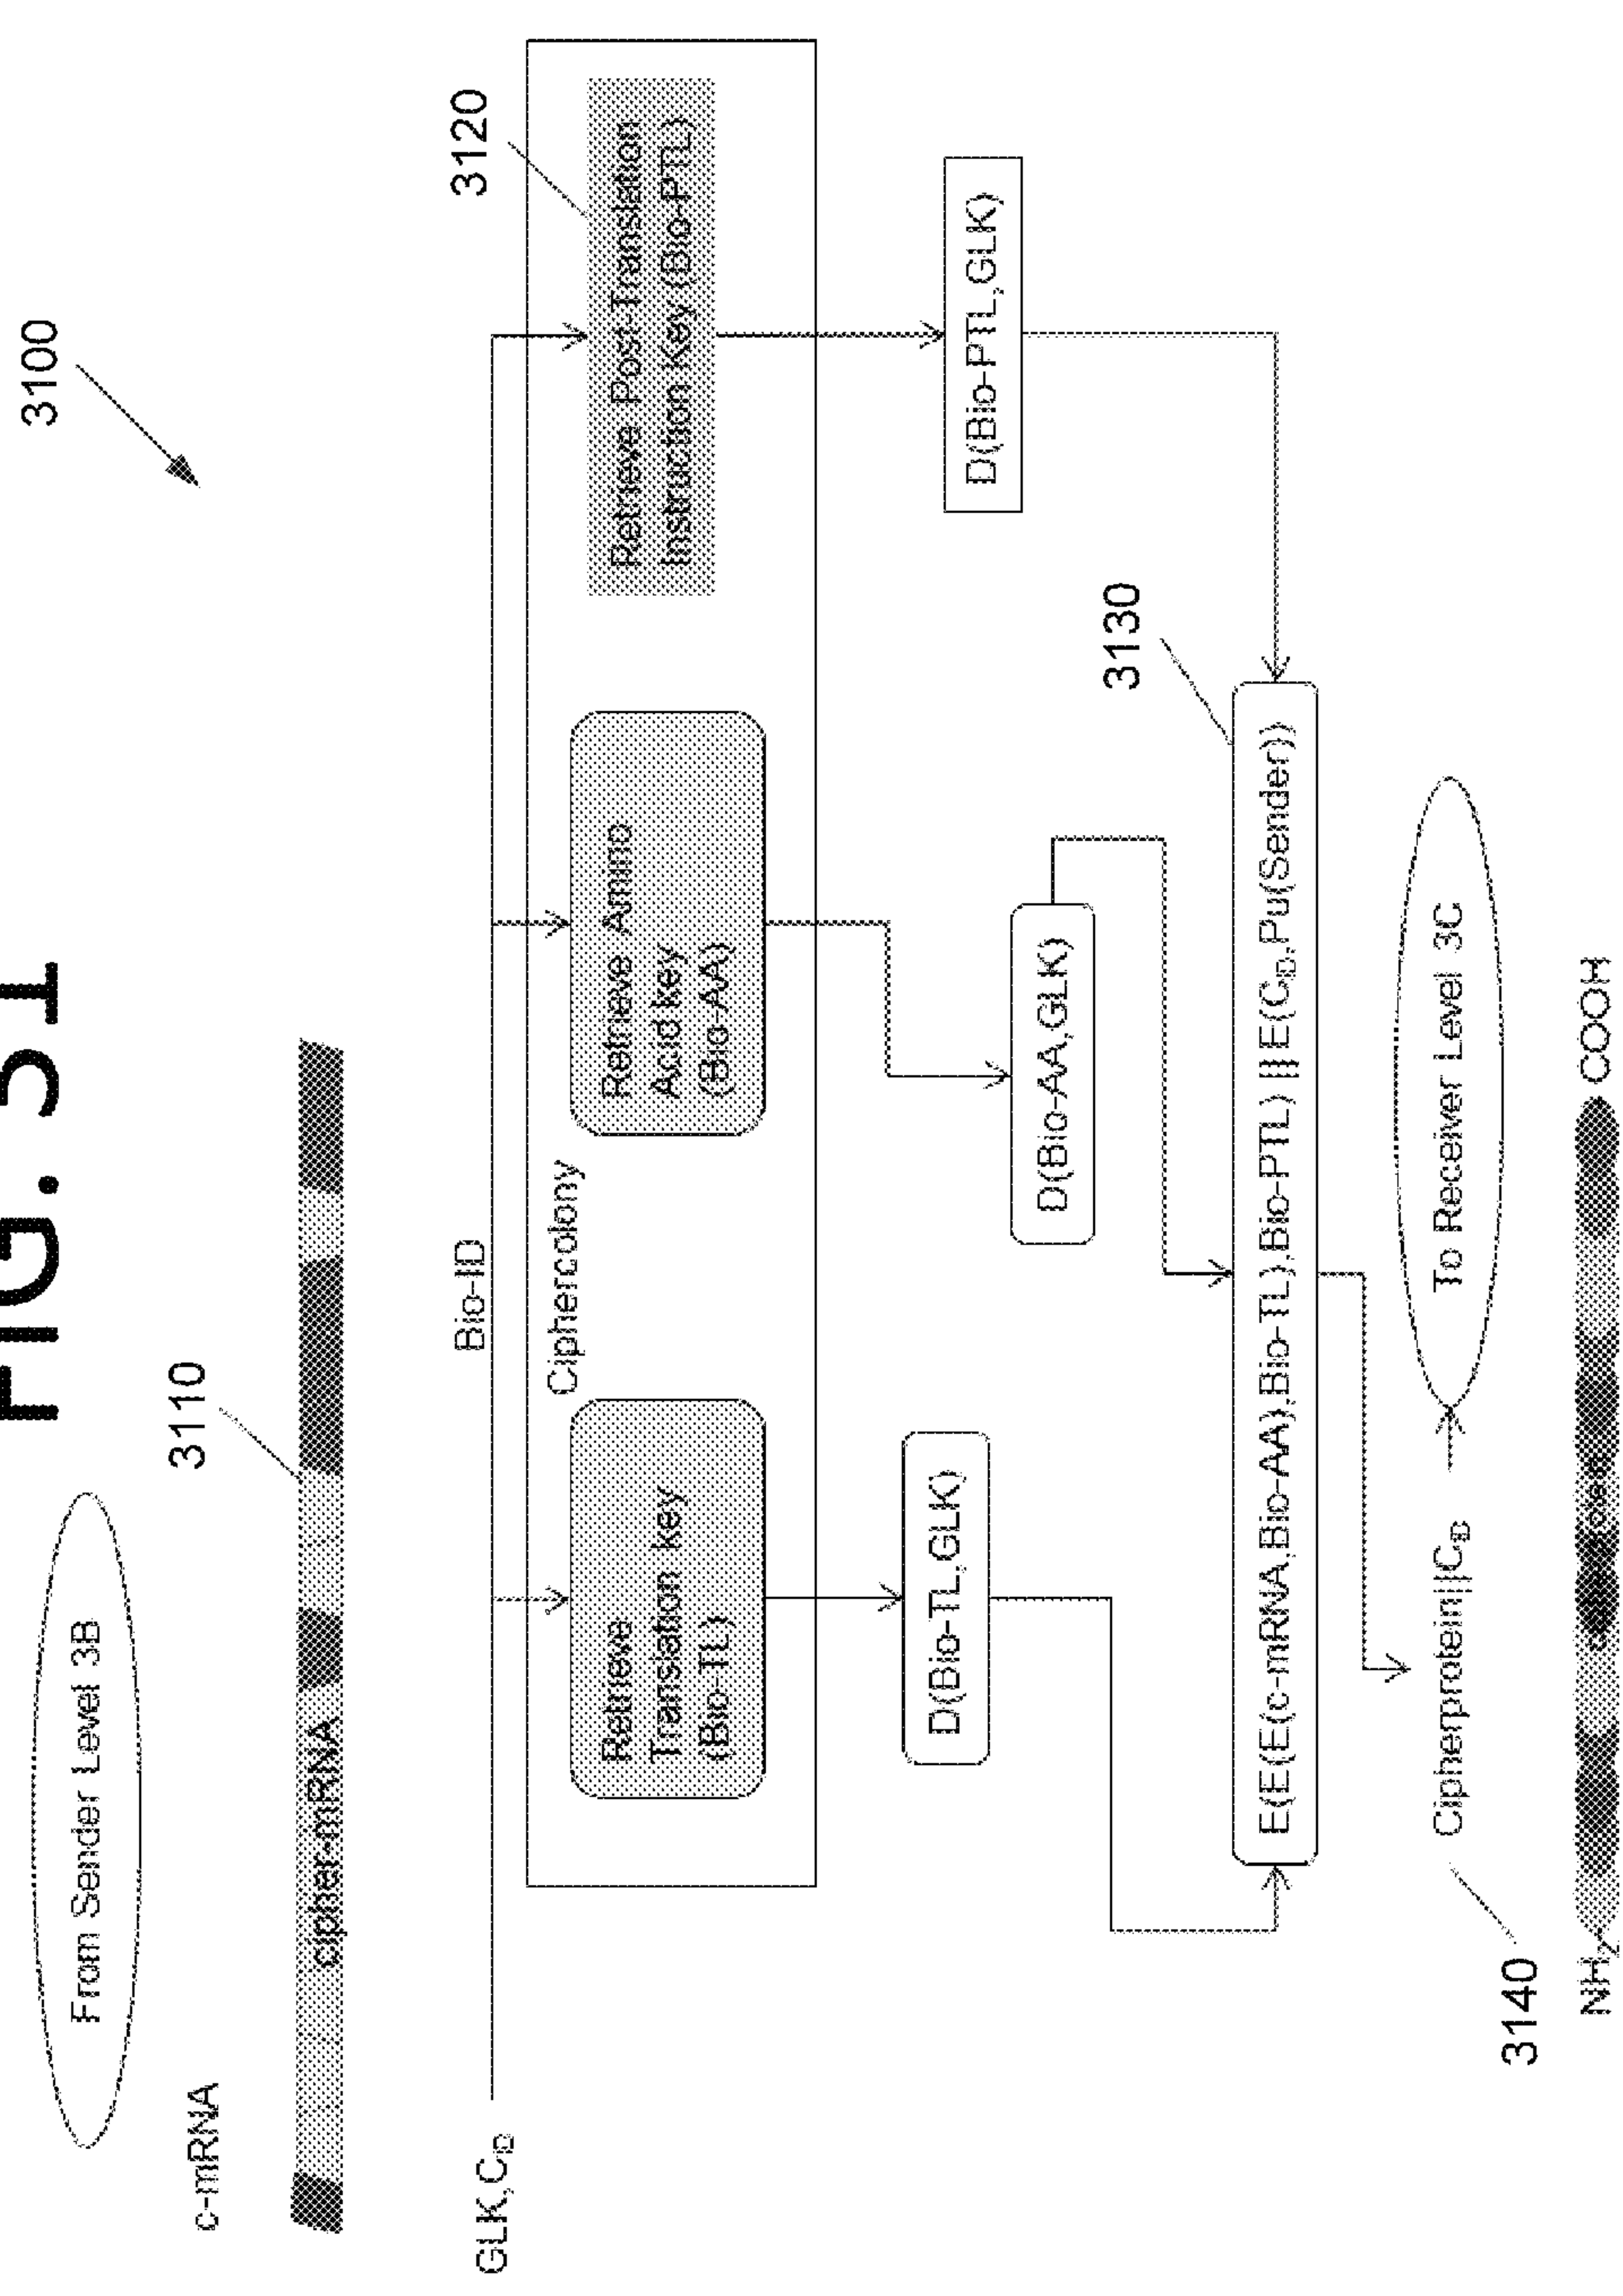 FIG. 31
3100
From Sender Level 3B
c-mRNA
3110
cipher-mRNA
GLK,C_ID
Bio-ID
3120
Ciphercolony
Retrieve
Translation key
(Bio-TL)
Retrieve Amino
Acid key
(Bio-AA)
Retrieve Post-Translation
Instruction Key (Bio-PTL)
D(Bio-TL,GLK)
D(Bio-AA,GLK)
D(Bio-PTL,GLK)
3130
E(E(E(c-mRNA,Bio-AA),Bio-TL),Bio-PTL) ||| E(C_ID,Pu(Sender))
3140
Cipherprotein||C_ID
To Receiver Level 3C
NH2
COOH